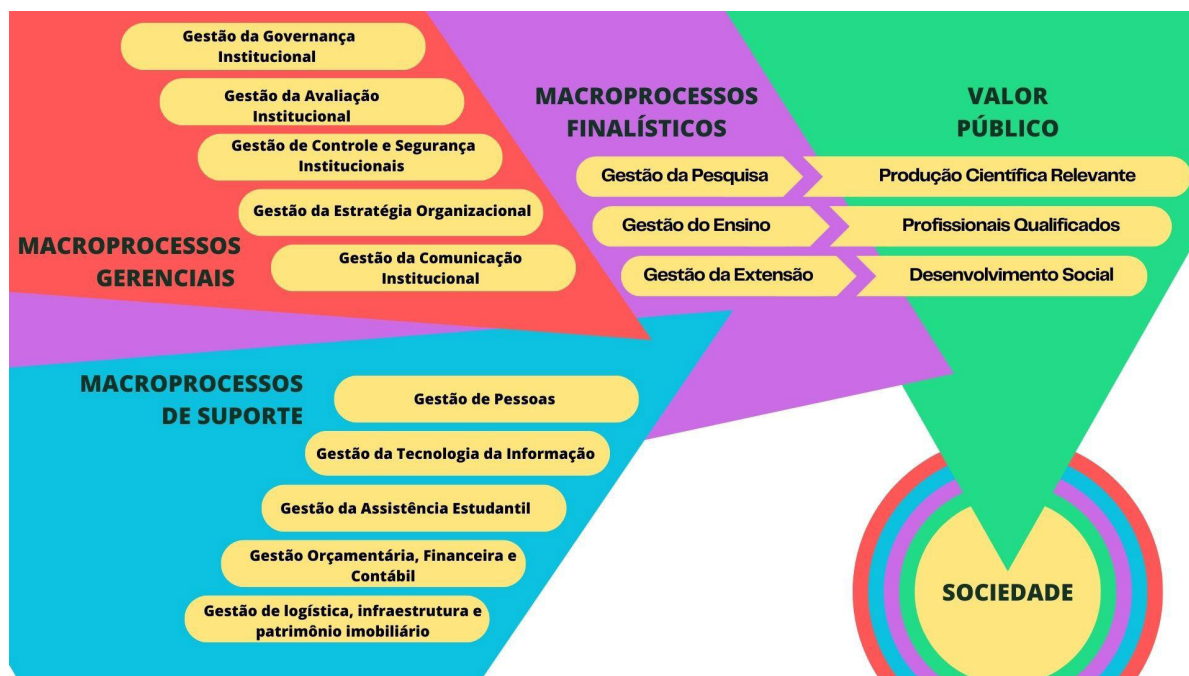 Gestão da Governança
Institucional
Gestão da Avaliação
Institucional
Gestão de Controle e Segurança
Institucionais
Gestão da Estratégia Organizacional
Gestão da Comunicação
Institucional
MACROPROCESSOS
GERENCIAIS
MACROPROCESSOS
FINALÍSTICOS
Gestão da Pesquisa
Gestão do Ensino
Gestão da Extensão
VALOR
PÚBLICO
Produção Científica Relevante
Profissionais Qualificados
Desenvolvimento Social
MACROPROCESSOS
DE SUPORTE
Gestão de Pessoas
Gestão da Tecnologia da Informação
Gestão da Assistência Estudantil
Gestão Orçamentária, Financeira e
Contábil
Gestão de logística, infraestrutura e
patrimônio imobiliário
SOCIEDADE